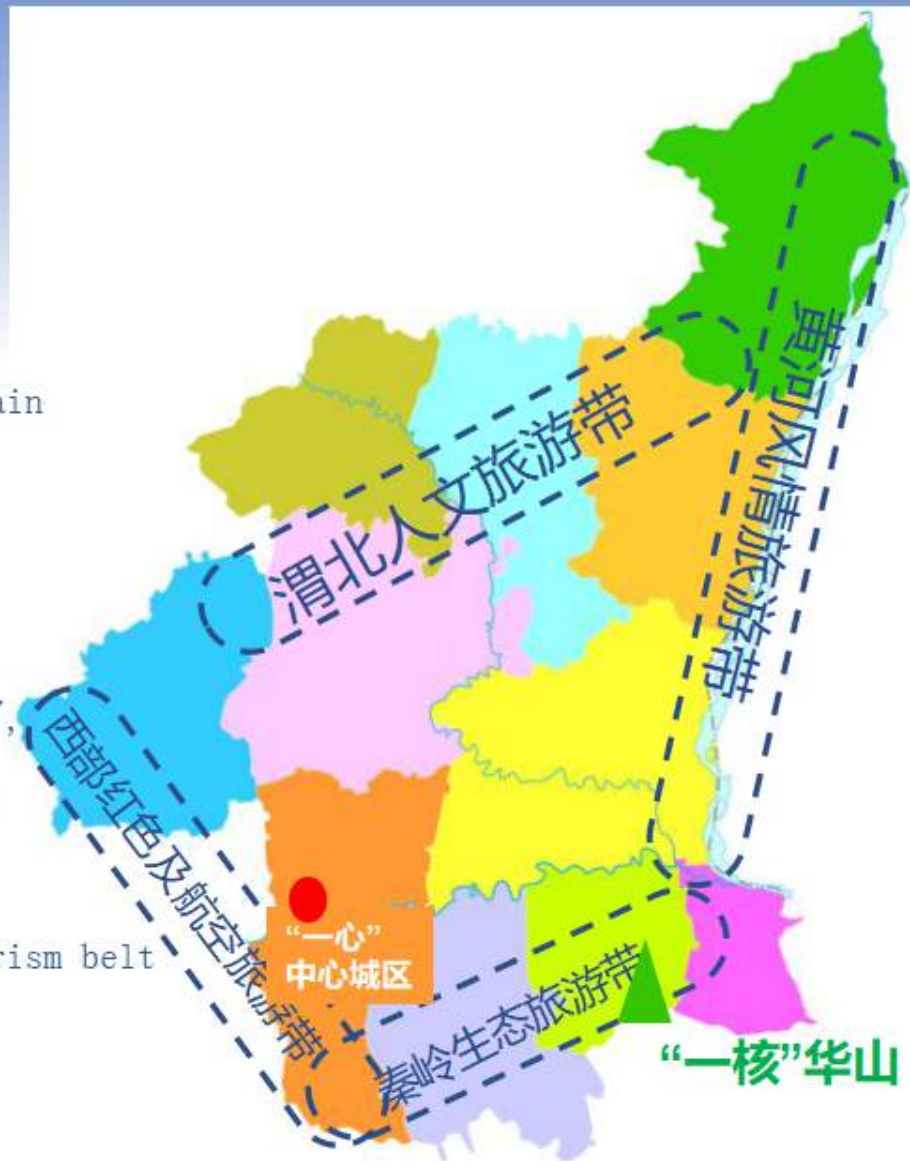 ain
黄河风情旅游带
渭北人文旅游带
,
西部红色及航空旅游带
“一心”
中心城区
rism belt
秦岭生态旅游带
“一核”华山